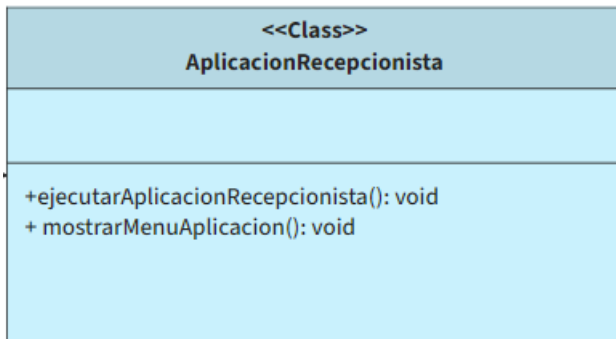 <<Class>>
AplicacionRecepcionista
+ejecutarAplicacionRecepcionista(): void
+ mostrarMenuAplicacion(): void